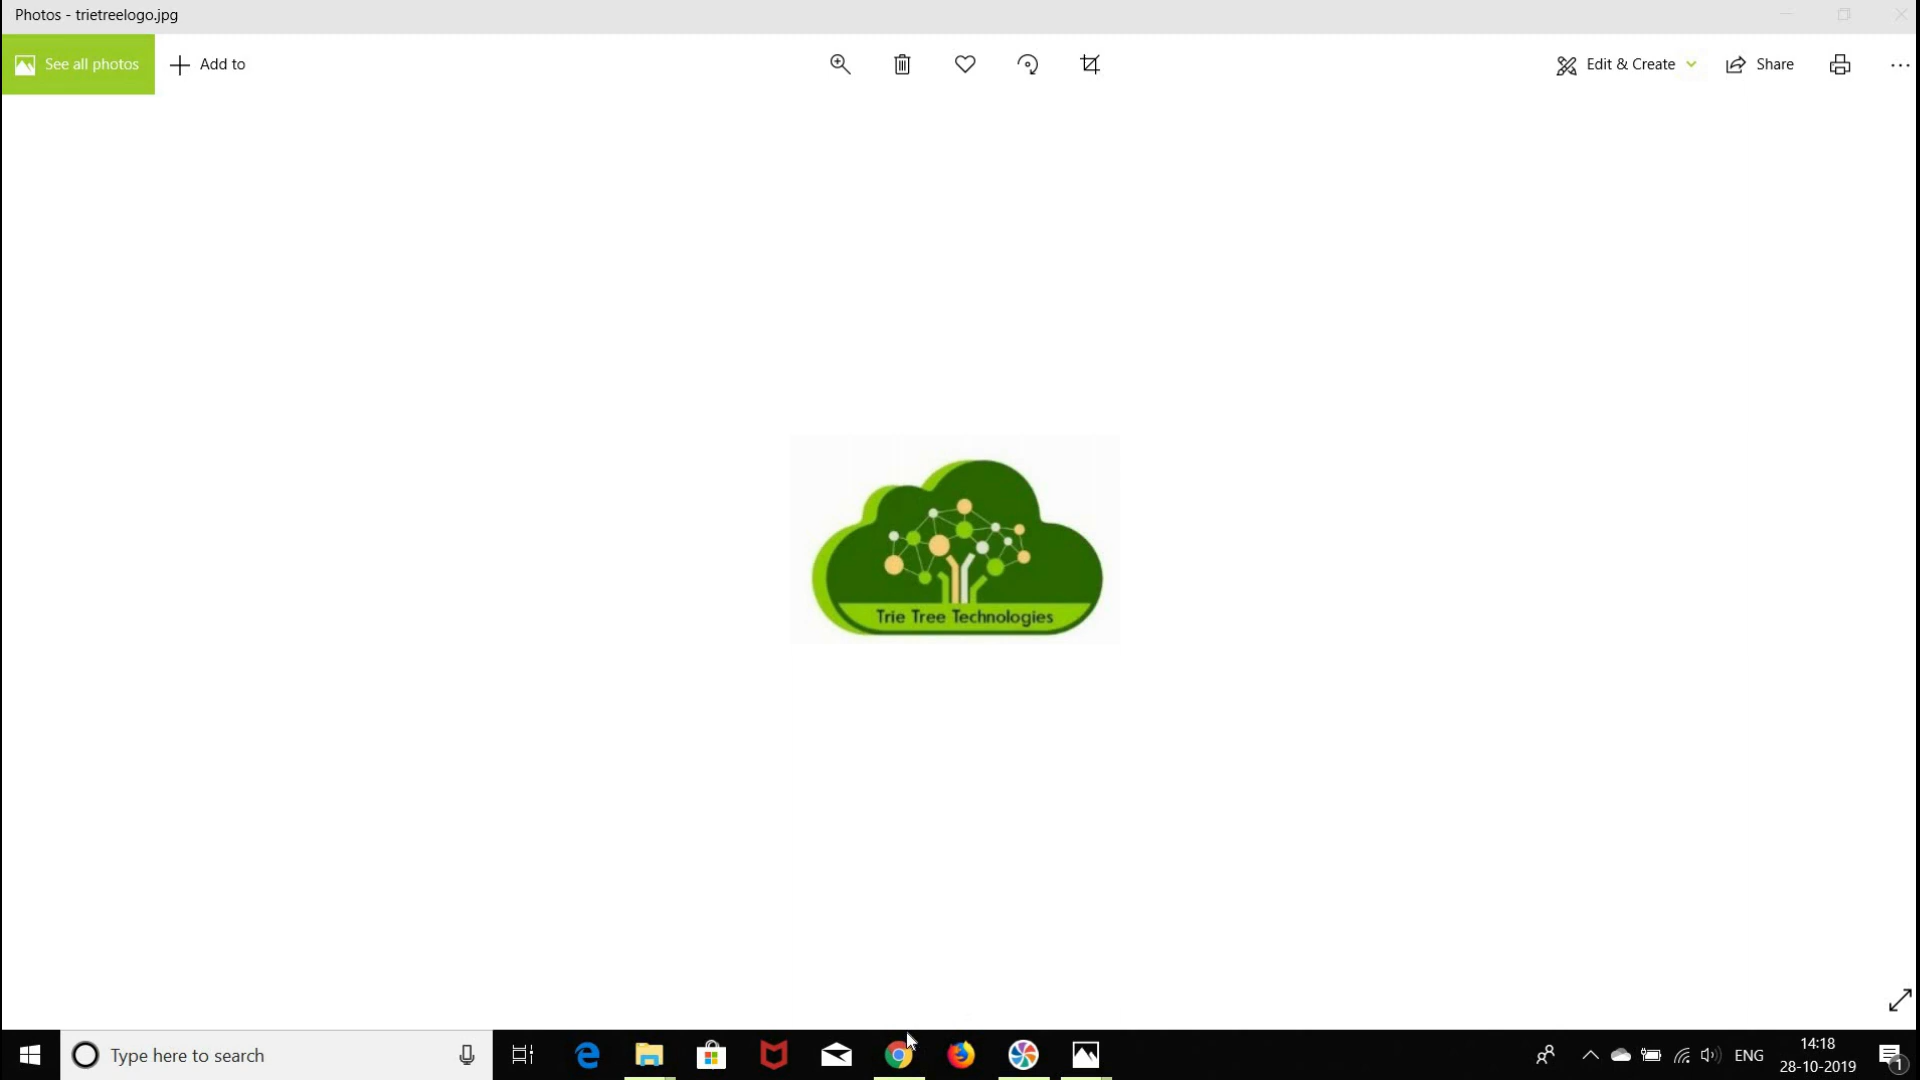 Photos - trietreelogo.jpg
See all photos
Add to
Edit & Create
Share
Trie Tree Technologies
Type here to search
ENG
14:18
28-10-2019
1